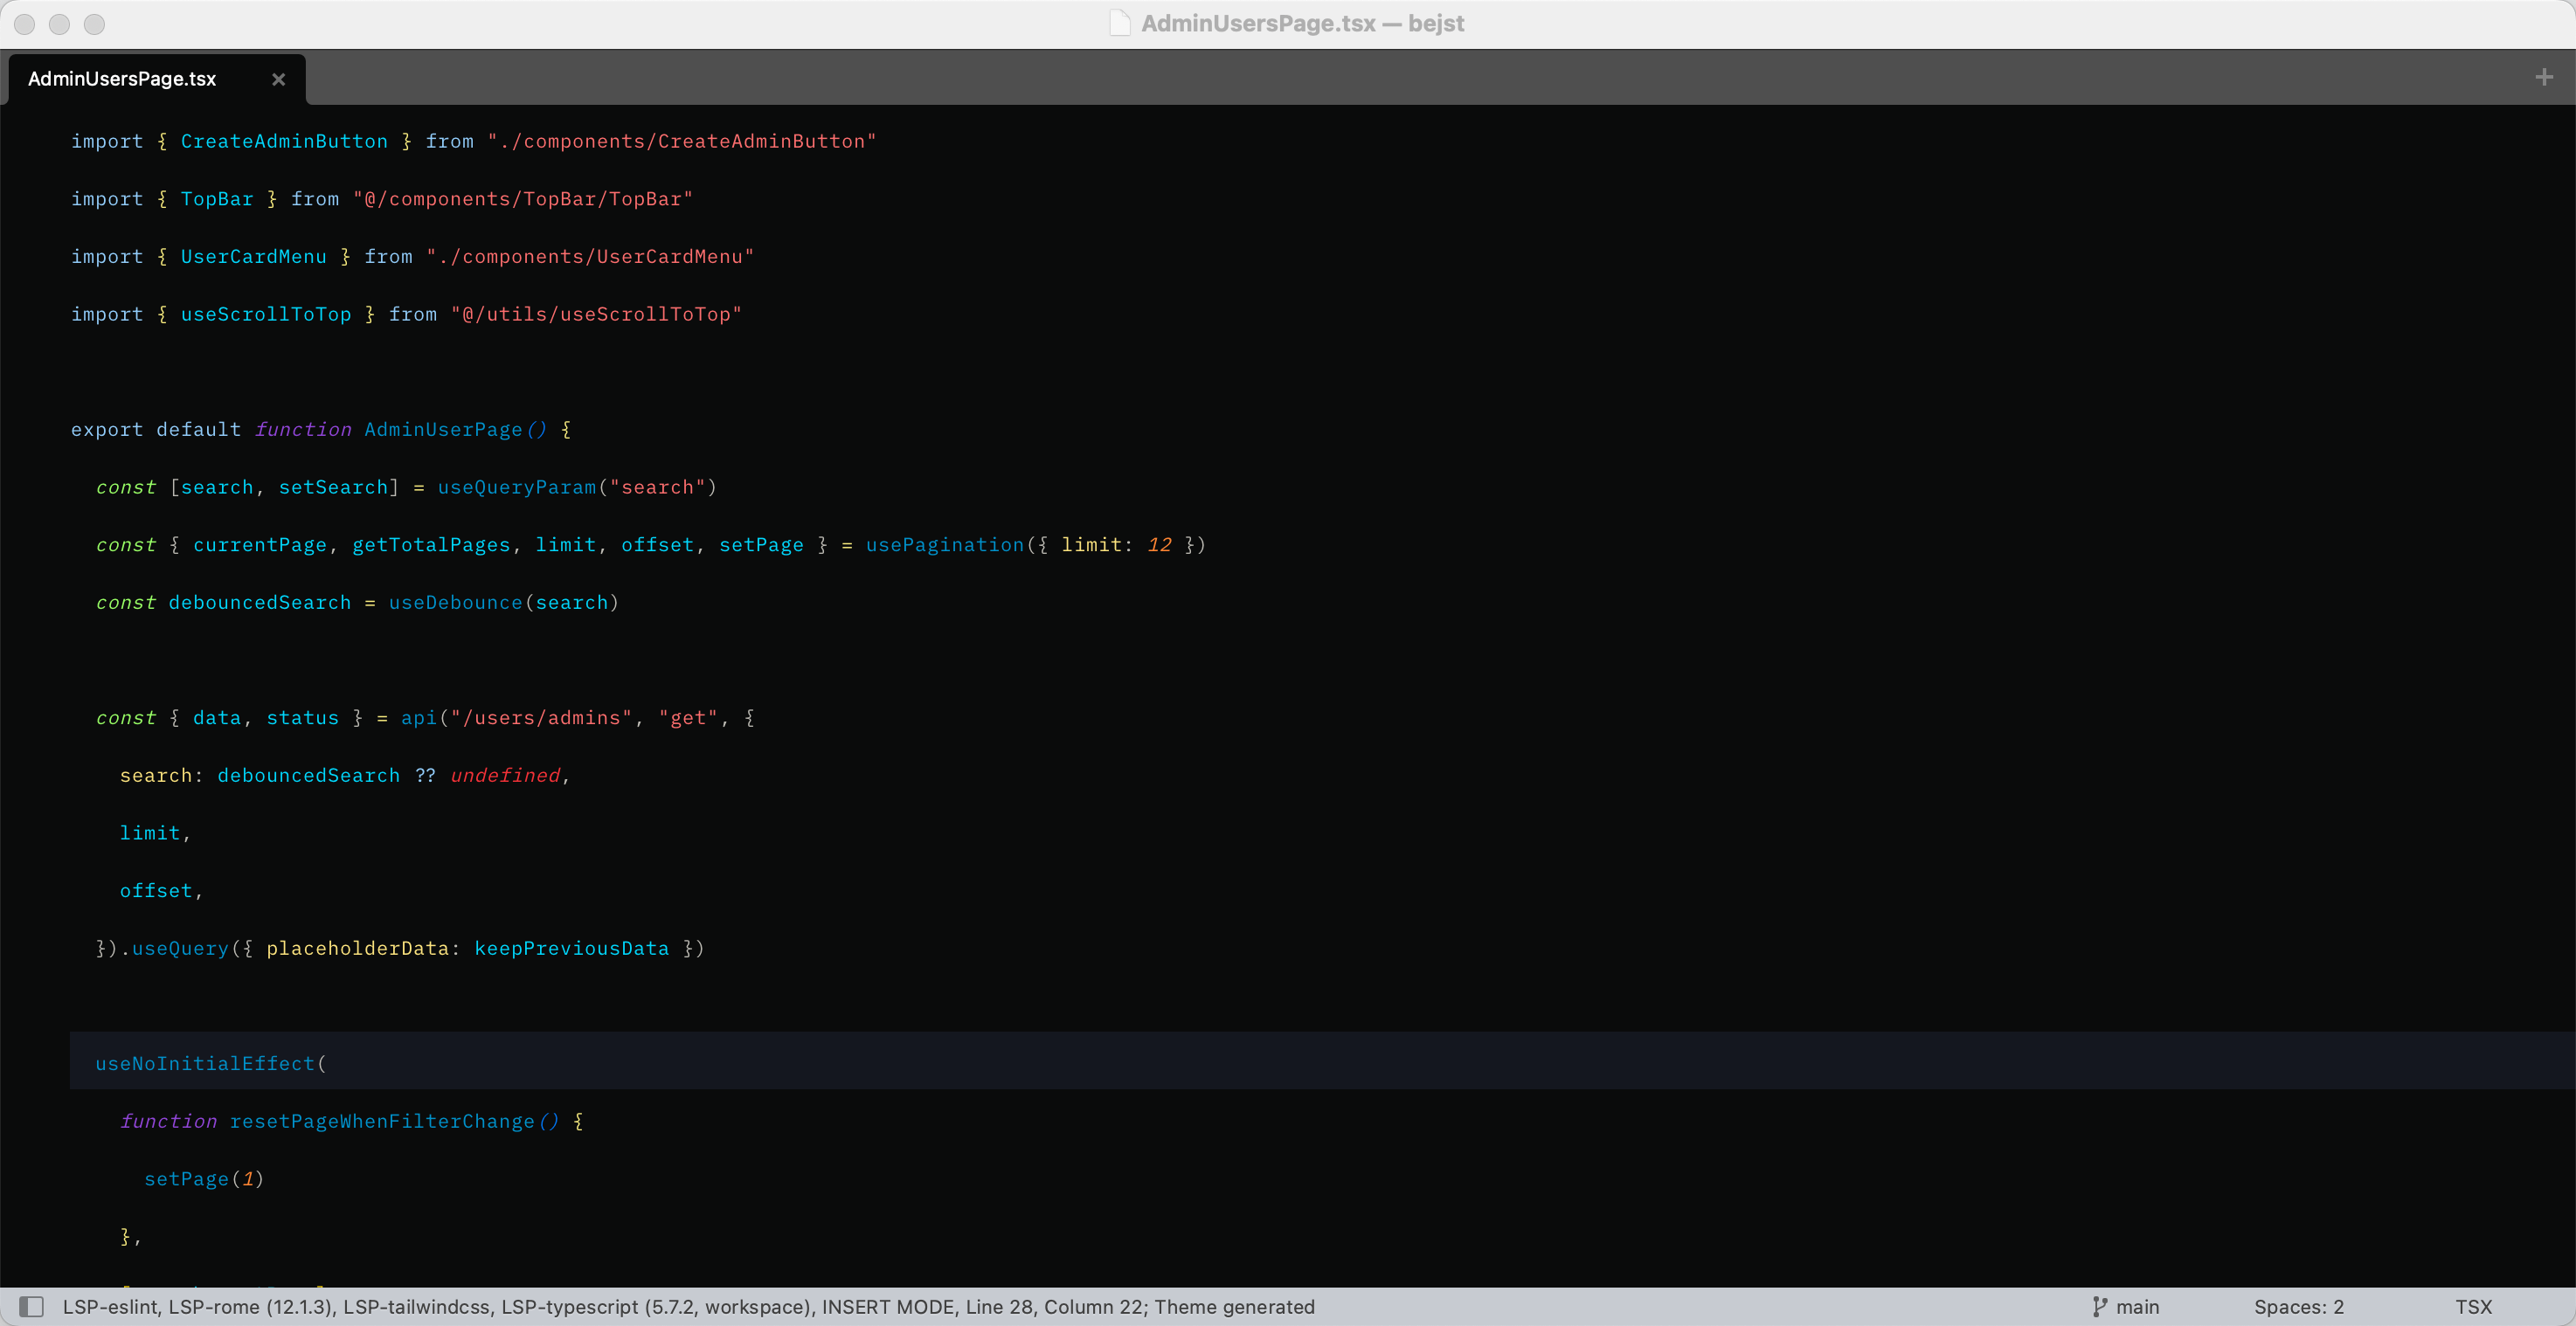 AdminUsersPage.tsx — bejst
AdminUsersPage.tsx
import { CreateAdminButton } from "./components/CreateAdminButton"
import { TopBar } from "@/components/TopBar/TopBar"
import { UserCardMenu } from "./components/UserCardMenu"
import { useScrollToTop } from "@/utils/useScrollToTop"
export default function AdminUserPage() {
const [search, setSearch] = useQueryParam("search")
const { currentPage, getTotalPages, limit, offset, setPage } = usePagination({ limit: 12 })
const debouncedSearch = useDebounce(search)
const { data, status } = api("/users/admins", "get", {
search: debouncedSearch ?? undefined,
limit,
offset,
}).useQuery({ placeholderData: keepPreviousData })
useNoInitialEffect(
function resetPageWhenFilterChange() {
setPage(1)
},
LSP-eslint, LSP-rome (12.1.3), LSP-tailwindcss, LSP-typescript (5.7.2, workspace), INSERT MODE, Line 28, Column 22; Theme generated
main
Spaces: 2
TSX